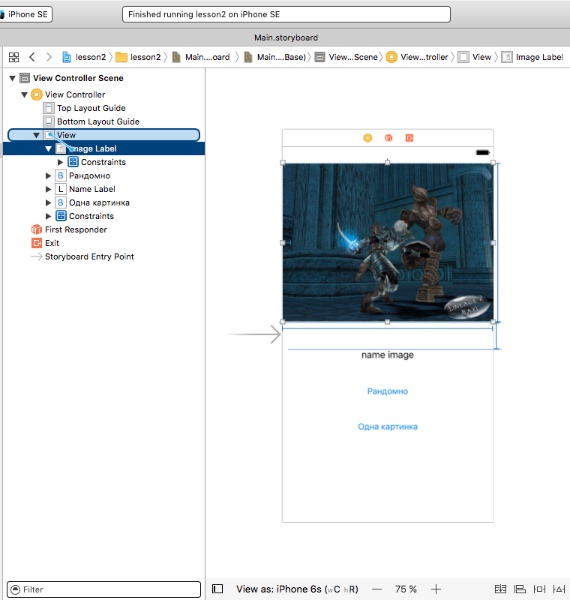 iPhone SE
Finished running lesson2 on iPhone SE
Main.storyboard
lesson2
lesson2
Main....oard
Main....Base)
View...Scene
View...troller
View
Image Label
View Controller Scene
View Controller
Top Layout Guide
Bottom Layout Guide
View
Image Label
Constraints
B Рандомно
L Name Label
B Одна картинка
Constraints
First Responder
Exit
Storyboard Entry Point
name image
Рандомно
Одна картинка
Filter
View as: iPhone 6s (wC hR)
75 %